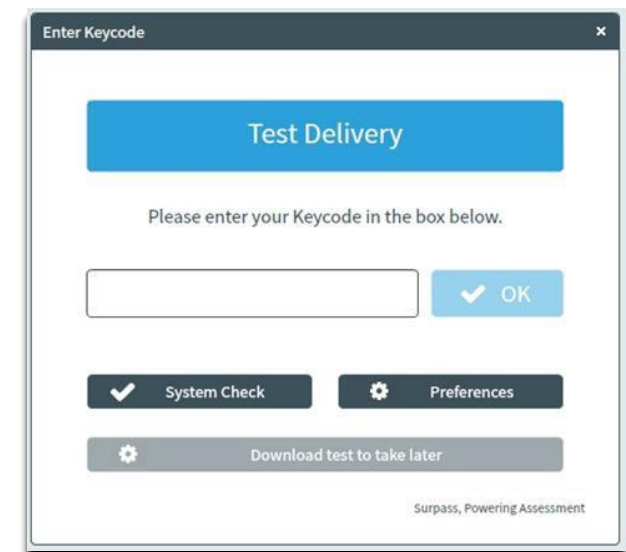 Enter Keycode ×
Test Delivery
Please enter your Keycode in the box below.
OK
System Check Preferences
Download test to take later
Surpass, Powering Assessment